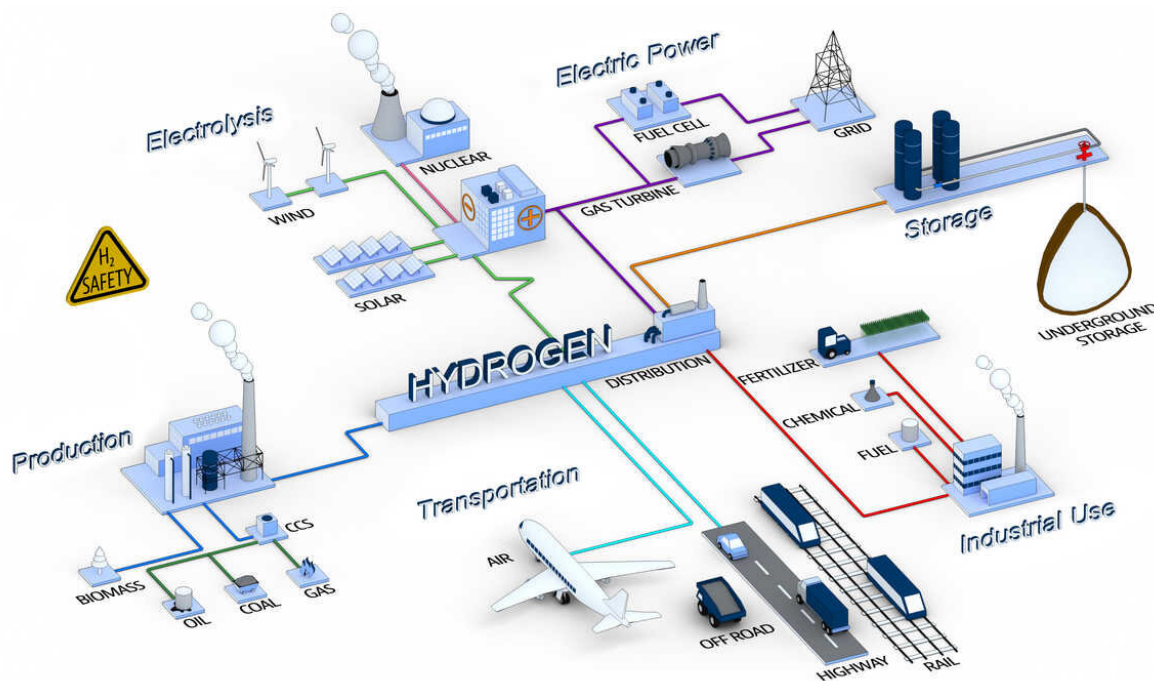 Electric Power
Electrolysis
FUEL CELL
GRID
NUCLEAR
WIND
GAS TURBINE
Storage
H2
SAFETY
SOLAR
UNDERGROUND
STORAGE
HYDROGEN
DISTRIBUTION
FERTILIZER
CHEMICAL
FUEL
Production
Transportation
Industrial Use
CCS
BIOMASS
OIL
COAL
GAS
AIR
OFF ROAD
HIGHWAY
RAIL